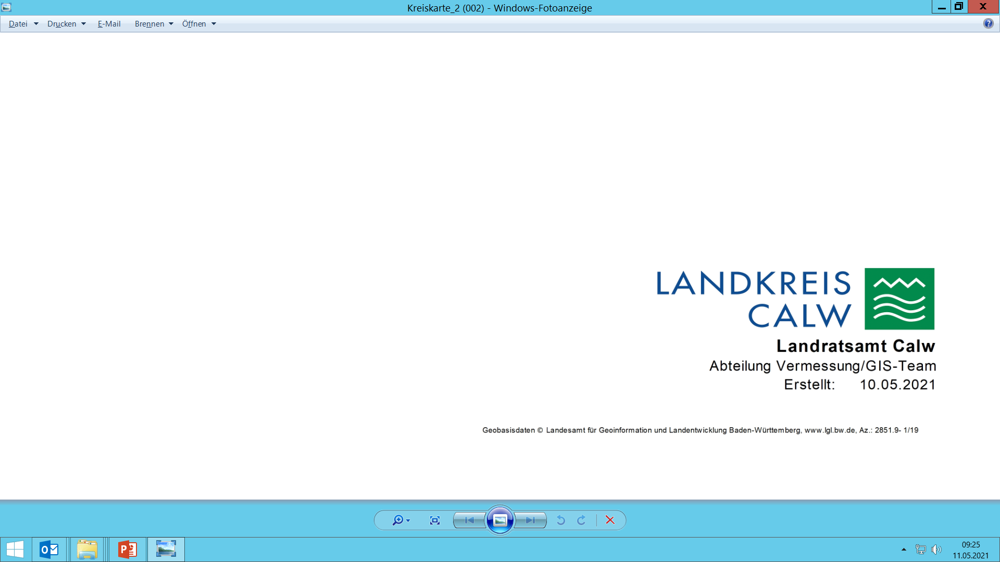 Kreiskarte_2 (002) - Windows-Fotoanzeige
Datei Drucken E-Mail Brennen Öffnen
LANDKREIS
CALW
Landratsamt Calw
Abteilung Vermessung/GIS-Team
Erstellt: 10.05.2021
Geobasisdaten © Landesamt für Geoinformation und Landentwicklung Baden-Württemberg, www.lgl.bw.de, Az.: 2851.9- 1/19
09:25
11.05.2021